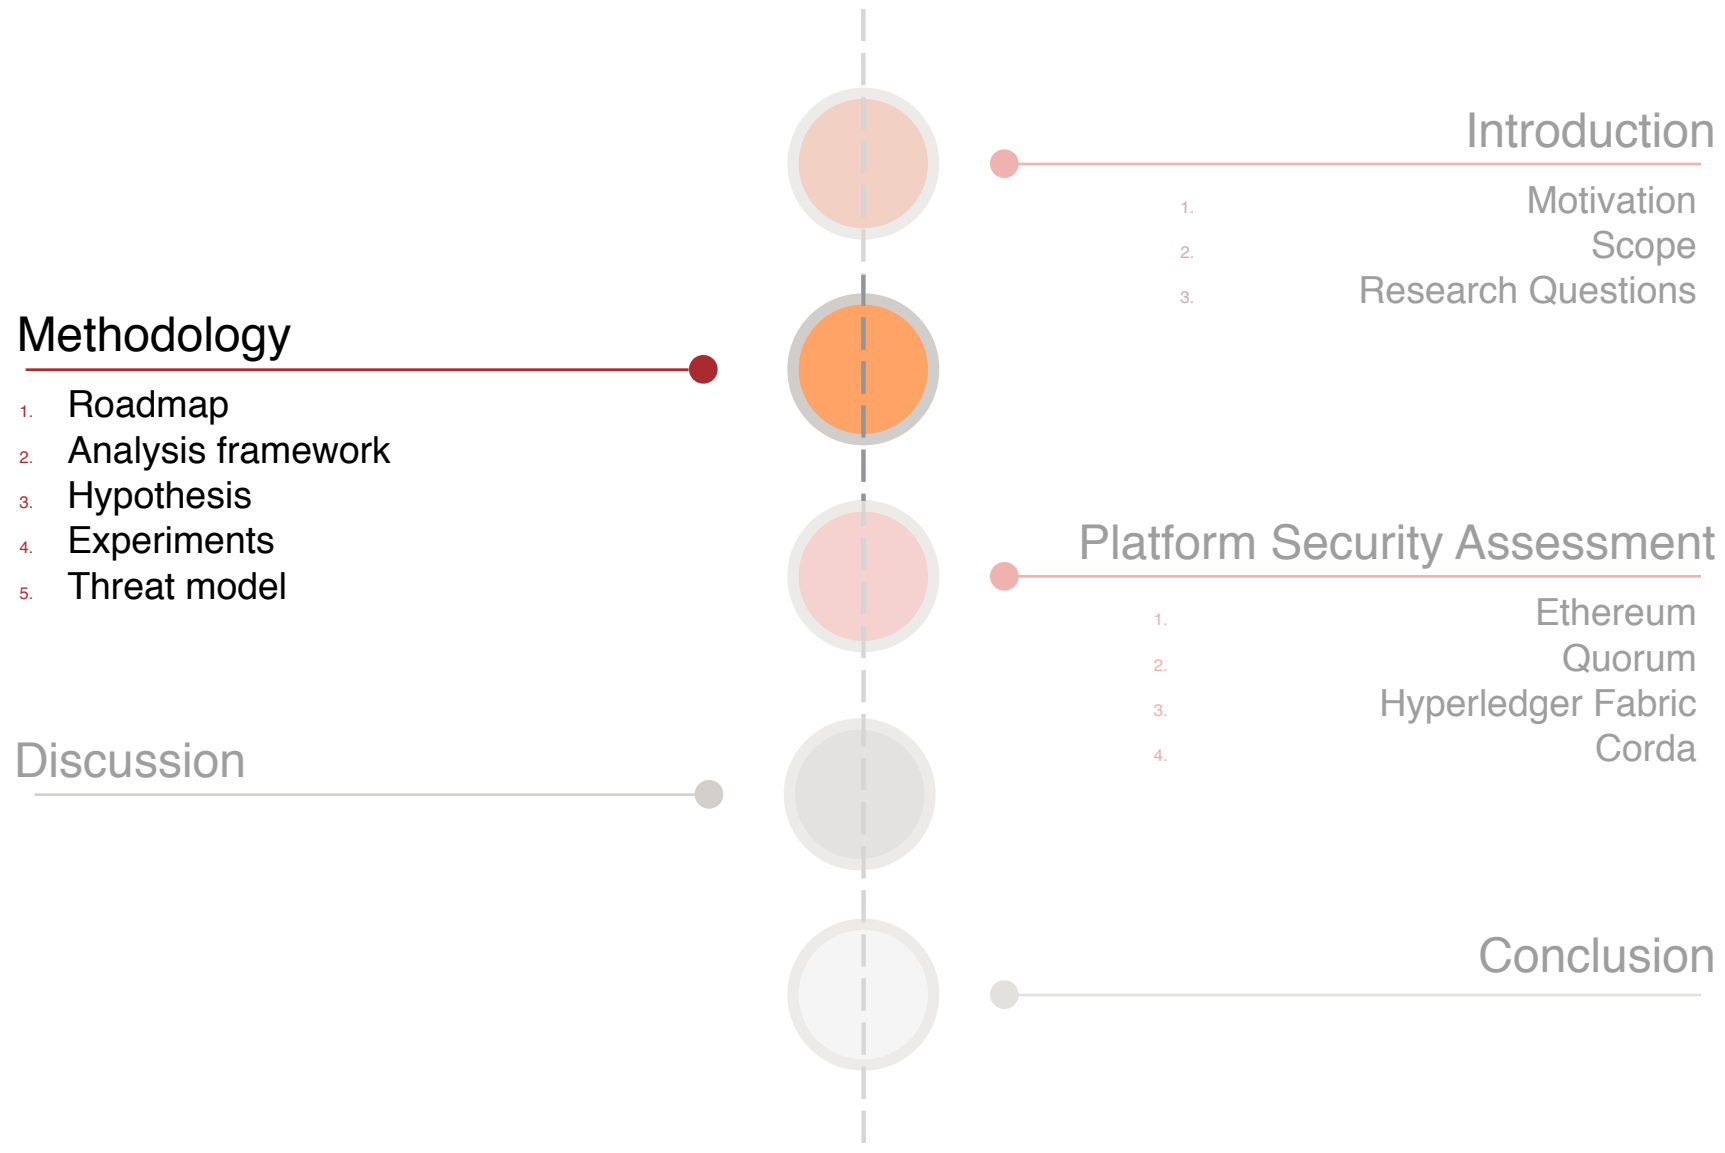 Introduction
1. Motivation
2. Scope
3. Research Questions
Methodology
1. Roadmap
2. Analysis framework
3. Hypothesis
4. Experiments
5. Threat model
Platform Security Assessment
1. Ethereum
2. Quorum
3. Hyperledger Fabric
4. Corda
Discussion
Conclusion